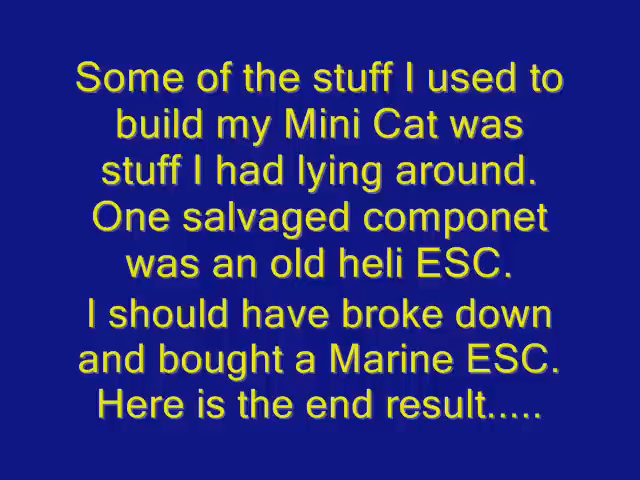 Some of the stuff I used to
build my Mini Cat was
stuff I had lying around.
One salvaged componet
was an old heli ESC.
I should have broke down
and bought a Marine ESC.
Here is the end result.....